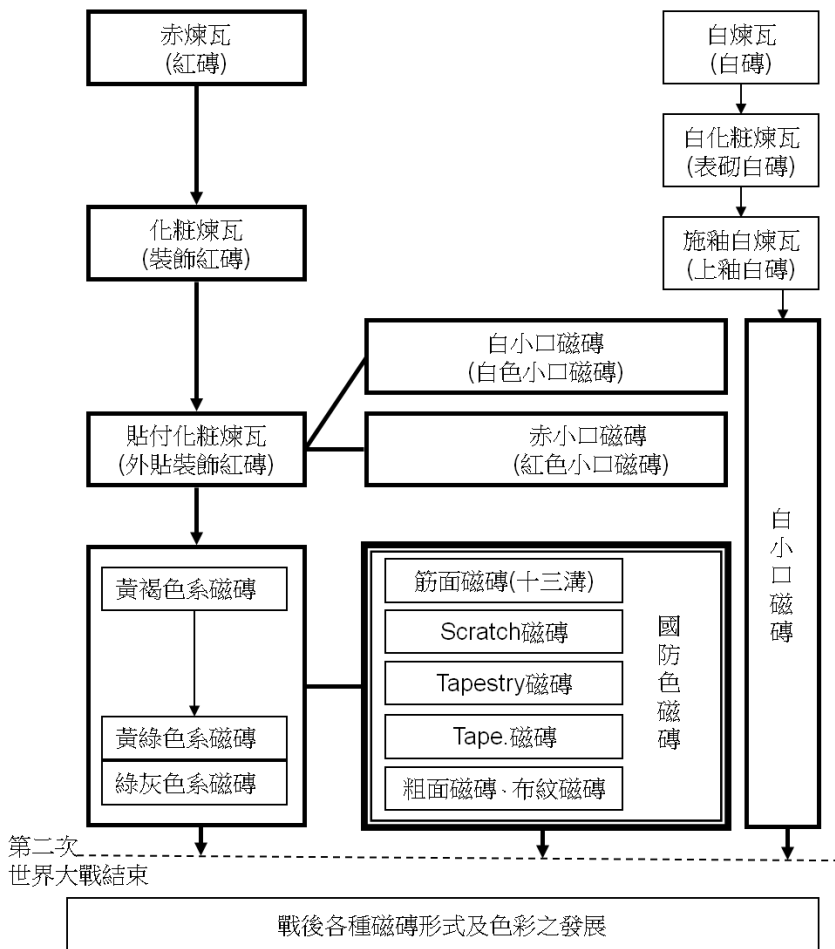 赤煉瓦
(紅磚)
白煉瓦
(白磚)
白化粧煉瓦
(表砌白磚)
化粧煉瓦
(裝飾紅磚)
施釉白煉瓦
(上釉白磚)
白小口磁磚
(白色小口磁磚)
貼付化粧煉瓦
(外貼裝飾紅磚)
赤小口磁磚
(紅色小口磁磚)
白小口磁磚
黃褐色系磁磚
黃綠色系磁磚
綠灰色系磁磚
筋面磁磚(十三溝)
Scratch磁磚
Tapestry磁磚
Tape.磁磚
粗面磁磚、布紋磁磚
國防色磁磚
第二次
世界大戰結束
戰後各種磁磚形式及色彩之發展